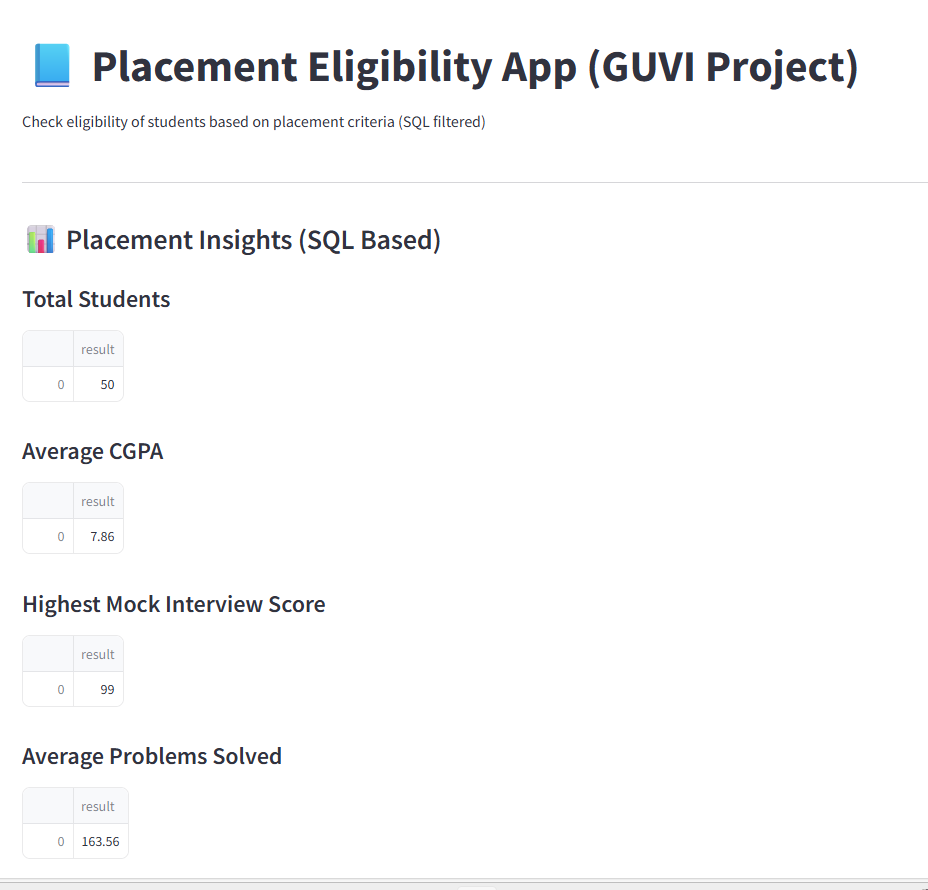 Placement Eligibility App (GUVI Project)
Check eligibility of students based on placement criteria (SQL filtered)
Placement Insights (SQL Based)
Total Students
result
0 50
Average CGPA
result
0 7.86
Highest Mock Interview Score
result
0 99
Average Problems Solved
result
0 163.56